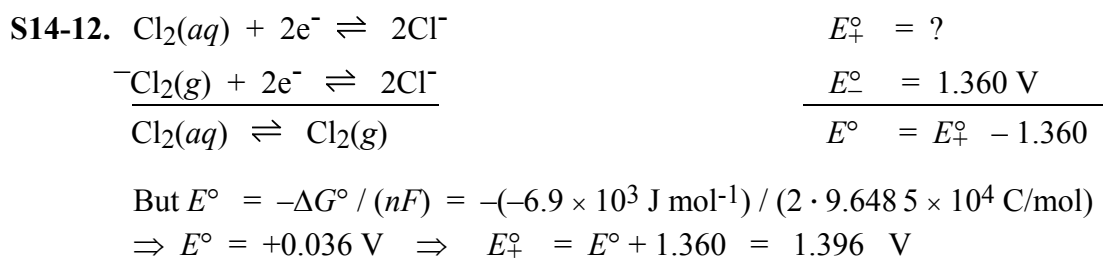 S14-12. Cl₂(aq) + 2e⁻ ⇌ 2Cl⁻ E°₊ = ?
⁻Cl₂(g) + 2e⁻ ⇌ 2Cl⁻ E°₋ = 1.360 V
Cl₂(aq) ⇌ Cl₂(g) E° = E°₊ – 1.360
But E° = –ΔG° / (nF) = –(–6.9 × 10³ J mol⁻¹) / (2 · 9.648 5 × 10⁴ C/mol)
⇒ E° = +0.036 V ⇒ E°₊ = E° + 1.360 = 1.396 V